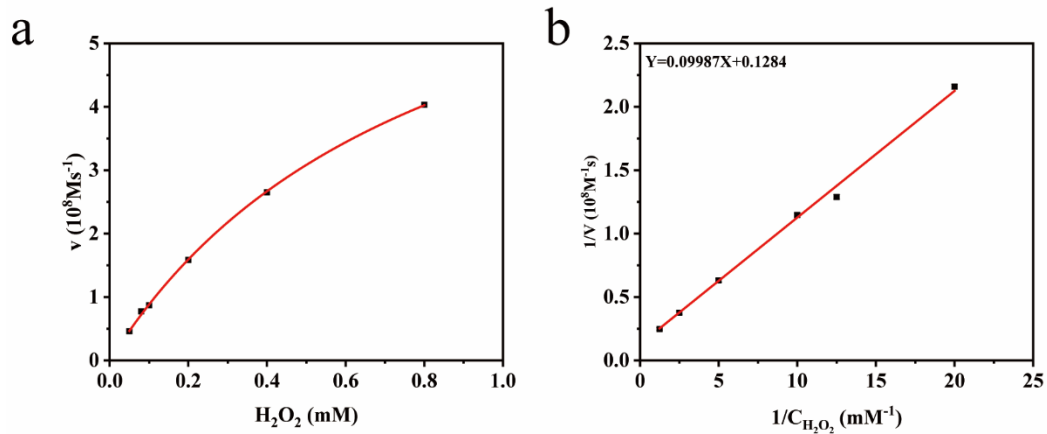 a
5
4
3
2
1
0
v (10⁸Ms⁻¹)
0.0 0.2 0.4 0.6 0.8 1.0
H₂O₂ (mM)
b
Y=0.09987X+0.1284
2.5
2.0
1.5
1.0
0.5
0.0
1/V (10⁸M⁻¹s)
0 5 10 15 20 25
1/C_H₂O₂ (mM⁻¹)